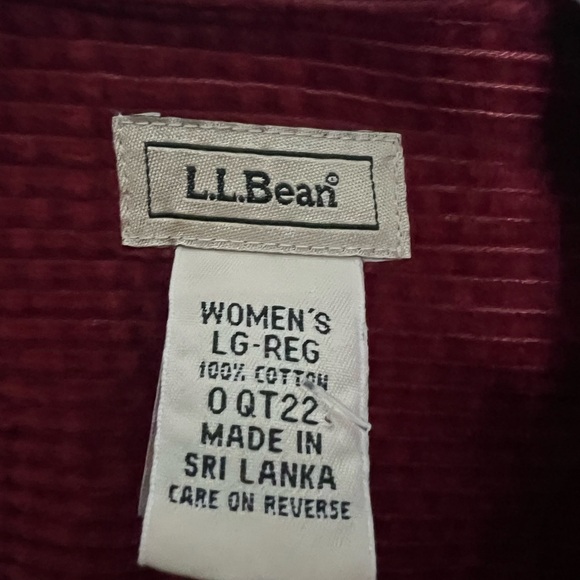 L.L.Bean®
WOMEN'S
LG-REG
100% COTTON
0 QT22
MADE IN
SRI LANKA
CARE ON REVERSE